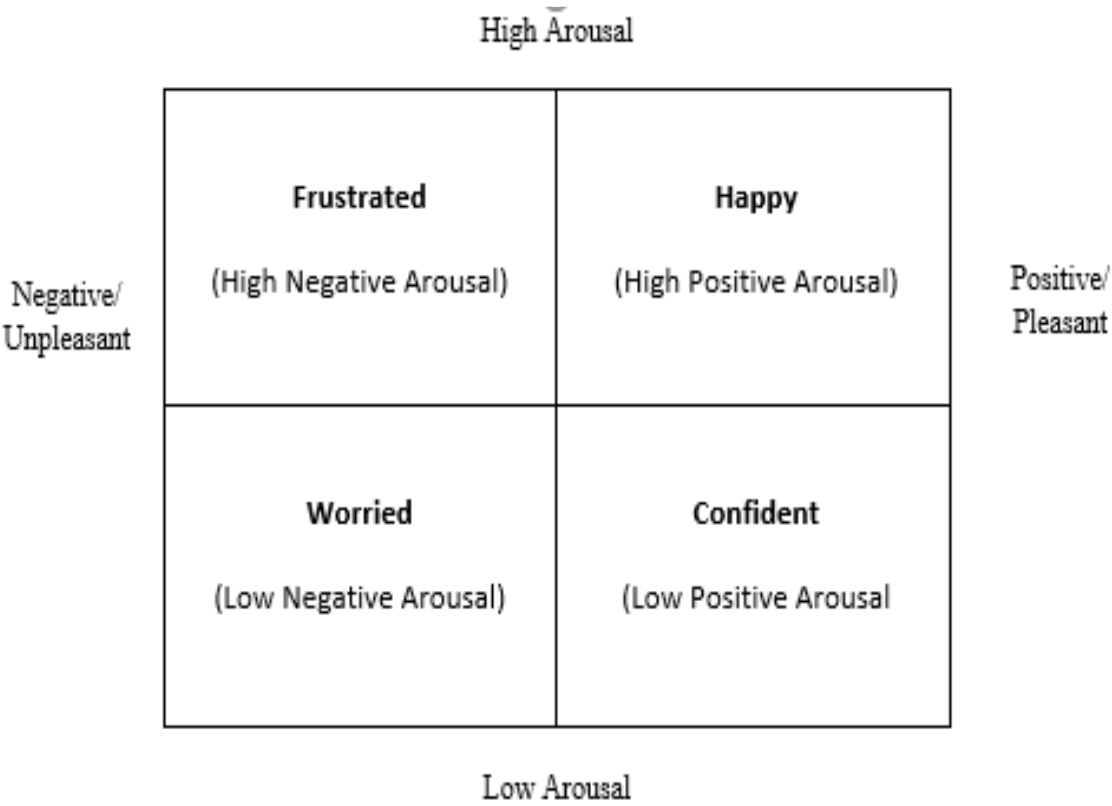 High Arousal
Frustrated
Happy
(High Negative Arousal)
(High Positive Arousal)
Negative/
Unpleasant
Positive/
Pleasant
Worried
Confident
(Low Negative Arousal)
(Low Positive Arousal
Low Arousal